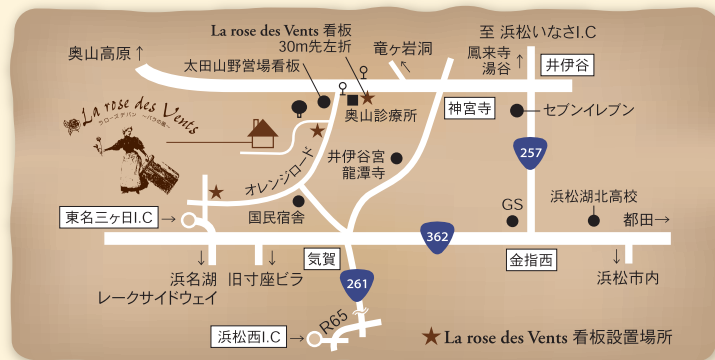 La rose des Vents 看板
30m先左折
至 浜松いなさI.C
奥山高原↑
太田山野営場看板
竜ヶ岩洞
↖
鳳来寺
湯谷
↑
井伊谷
La rose des Vents
奥山診療所
神宮寺
セブンイレブン
オレンジロード
井伊谷宮
龍潭寺
257
東名三ヶ日I.C→
国民宿舎
GS
浜松湖北高校
都田→
362
↓
浜名湖
レークサイドウェイ
↓
旧寸座ビラ
気賀
金指西
↓
浜松市内
261
浜松西I.C→
R65
★La rose des Vents 看板設置場所